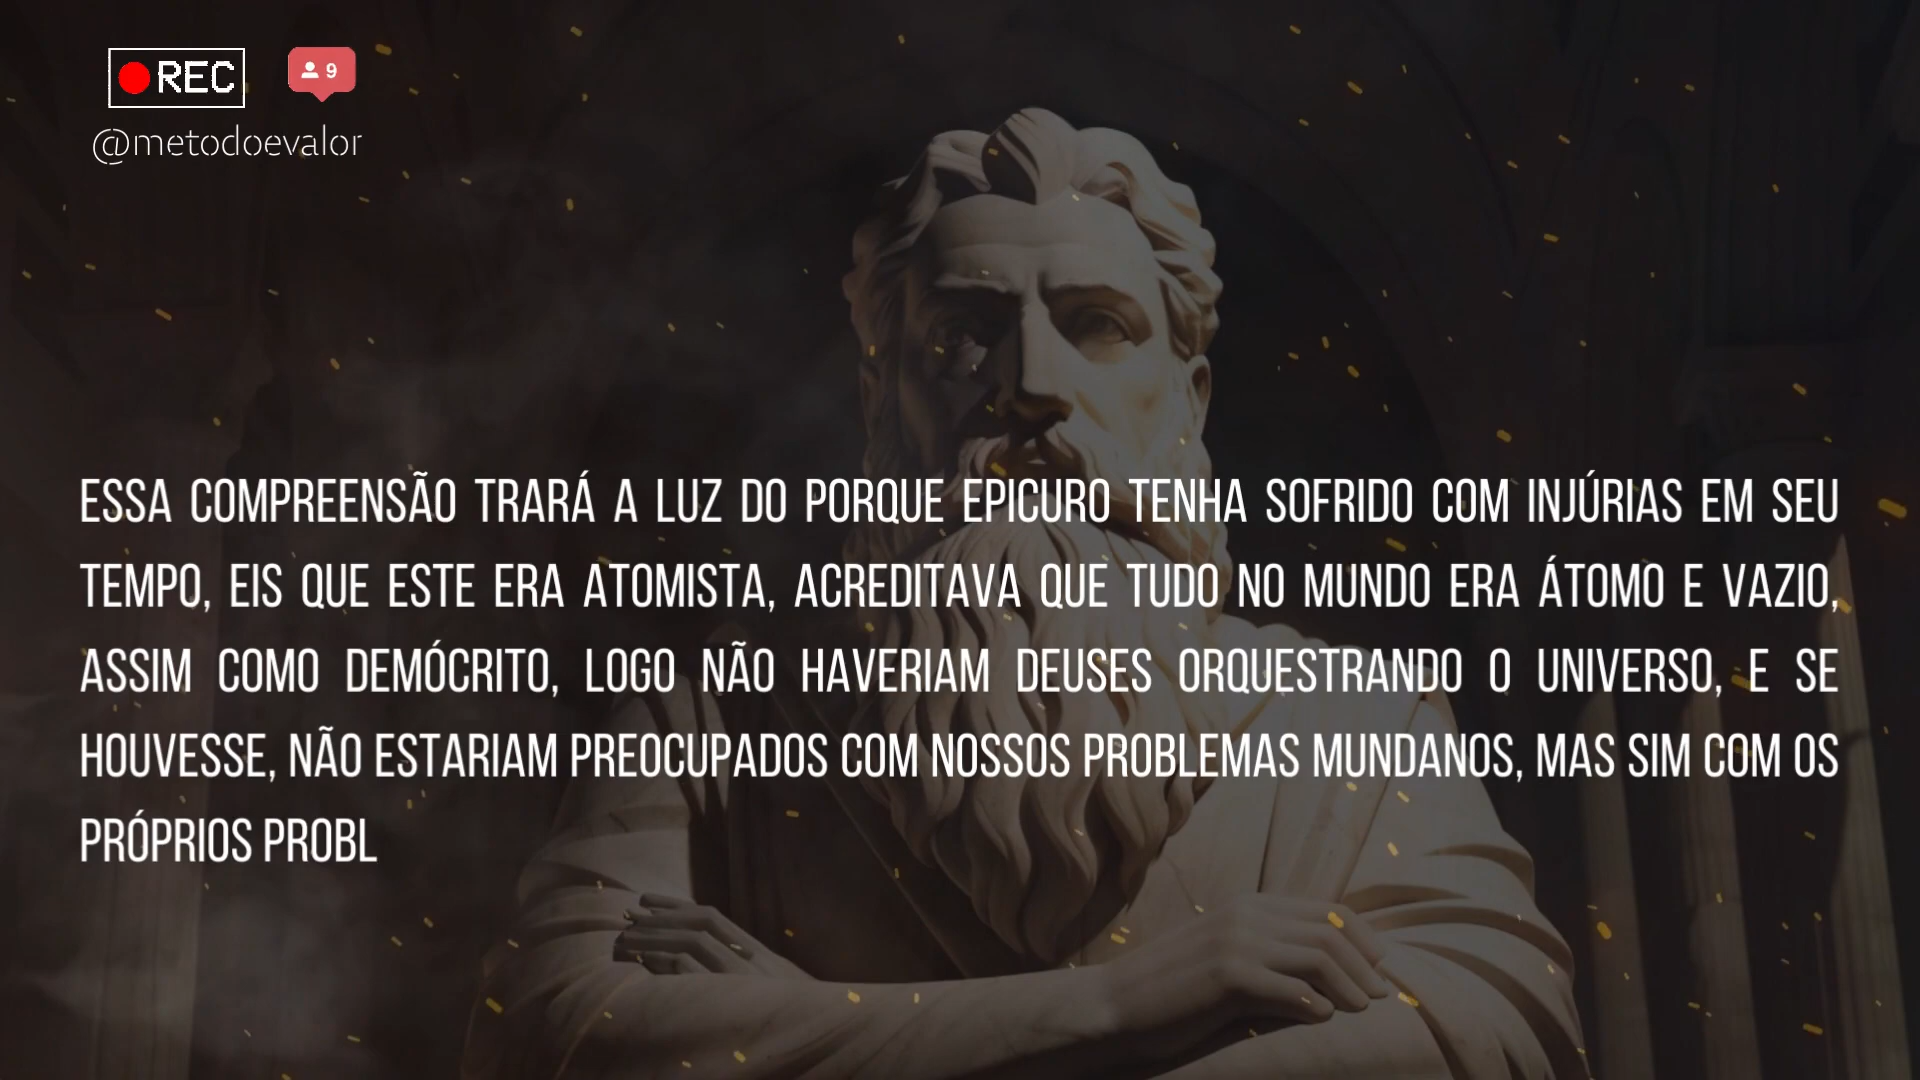 REC
9
@metodoevalor
ESSA COMPREENSÃO TRARÁ A LUZ DO PORQUE EPICURO TENHA SOFRIDO COM INJÚRIAS EM SEU
TEMPO, EIS QUE ESTE ERA ATOMISTA, ACREDITAVA QUE TUDO NO MUNDO ERA ÁTOMO E VAZIO,
ASSIM COMO DEMÓCRITO, LOGO NÃO HAVERIAM DEUSES ORQUESTRANDO O UNIVERSO, E SE
HOUVESSE, NÃO ESTARIAM PREOCUPADOS COM NOSSOS PROBLEMAS MUNDANOS, MAS SIM COM OS
PRÓPRIOS PROBL